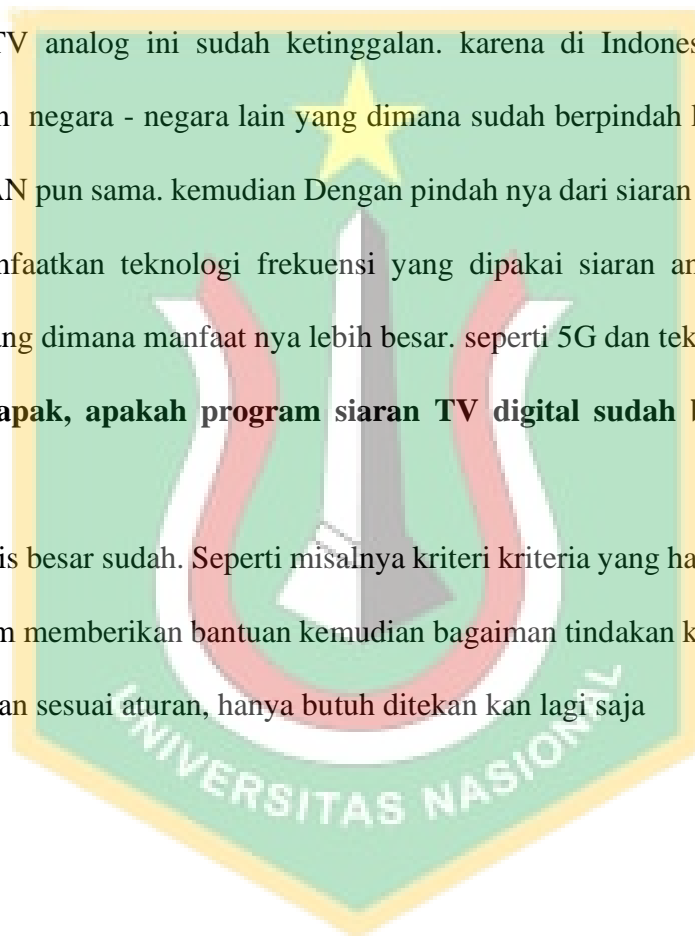 TV analog ini sudah ketinggalan. karena di Indones
n negara - negara lain yang dimana sudah berpindah
AN pun sama. kemudian Dengan pindah nya dari siaran
nfaatkan teknologi frekuensi yang dipakai siaran an
ang dimana manfaat nya lebih besar. seperti 5G dan tek
apak, apakah program siaran TV digital sudah b
is besar sudah. Seperti misalnya kriteri kriteria yang ha
m memberikan bantuan kemudian bagaiman tindakan k
an sesuai aturan, hanya butuh ditekan kan lagi saja
UNIVERSITAS NASIONAL